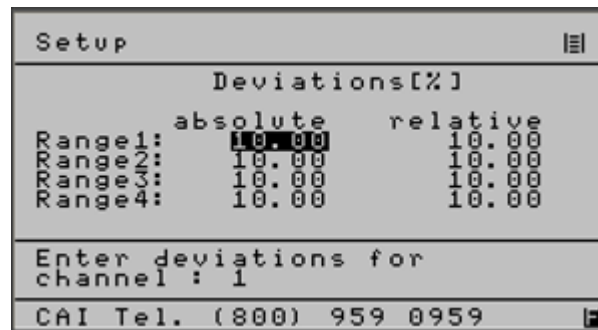 Setup
Deviations[%]
absolute relative
Range1: 10.00 10.00
Range2: 10.00 10.00
Range3: 10.00 10.00
Range4: 10.00 10.00
Enter deviations for
channel : 1
CAI Tel. (800) 959 0959